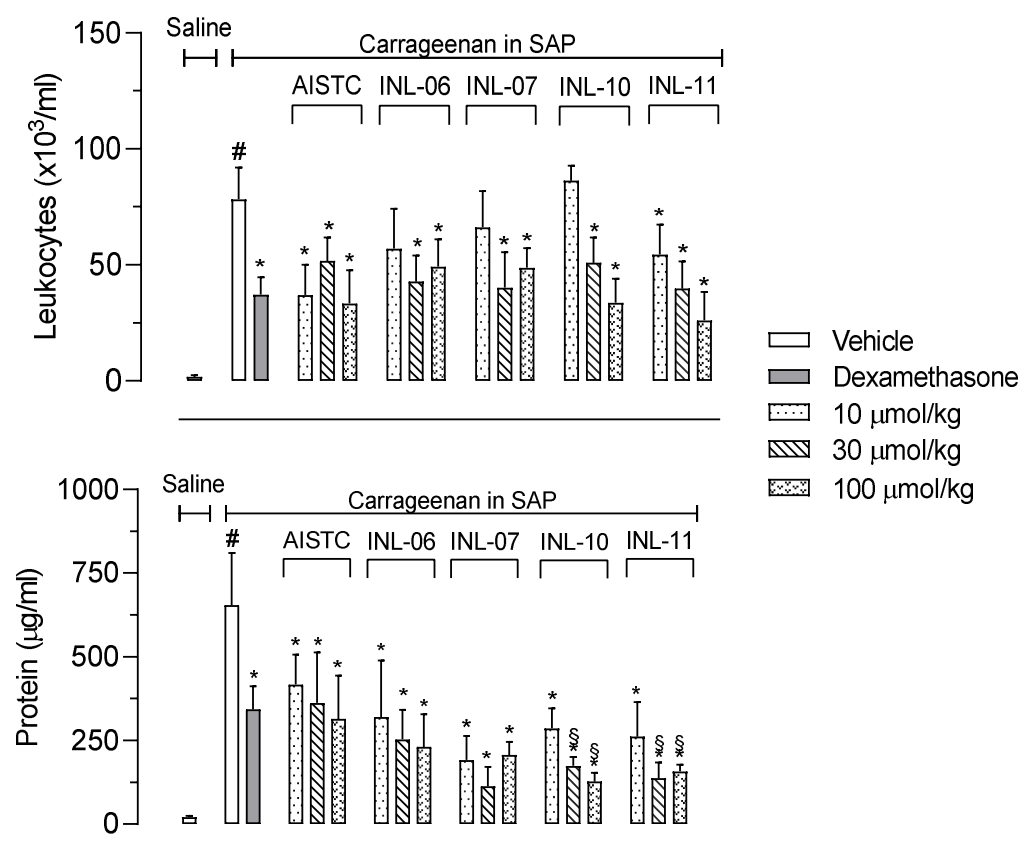 Saline
Carrageenan in SAP
AISTC INL-06 INL-07 INL-10 INL-11
Leukocytes (x10³/ml)
150
100
50
0
#
*
* * *
* *
* *
* *
* * *
Vehicle
Dexamethasone
10 μmol/kg
30 μmol/kg
100 μmol/kg
Saline
Carrageenan in SAP
AISTC INL-06 INL-07 INL-10 INL-11
Protein (μg/ml)
1000
750
500
250
0
#
*
* * *
* * *
* * *
* *§ *§
* *§ *§